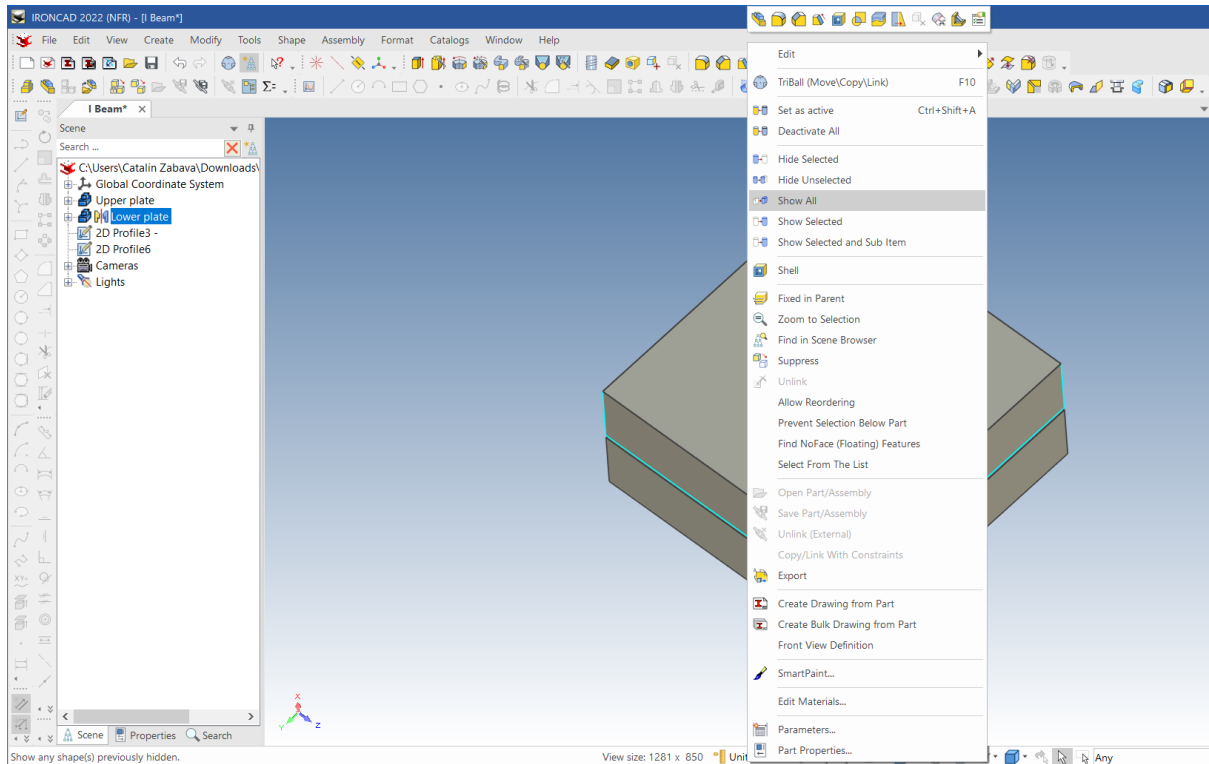 IRONCAD 2022 (NFR) - [I Beam*]
File Edit View Create Modify Tools Shape Assembly Format Catalogs Window Help
I Beam* ×
Scene
Search ...
C:\Users\Catalin Zabava\Downloads\
Global Coordinate System
Upper plate
Lower plate
2D Profile3 -
2D Profile6
Cameras
Lights
Edit
TriBall (Move\Copy\Link) F10
Set as active Ctrl+Shift+A
Deactivate All
Hide Selected
Hide Unselected
Show All
Show Selected
Show Selected and Sub Item
Shell
Fixed in Parent
Zoom to Selection
Find in Scene Browser
Suppress
Unlink
Allow Reordering
Prevent Selection Below Part
Find NoFace (Floating) Features
Select From The List
Open Part/Assembly
Save Part/Assembly
Unlink (External)
Copy/Link With Constraints
Export
Create Drawing from Part
Create Bulk Drawing from Part
Front View Definition
SmartPaint...
Edit Materials...
Parameters...
Part Properties...
X
Y
Z
Scene Properties Search
Show any shape(s) previously hidden.
View size: 1281 x 850 Unit
Any